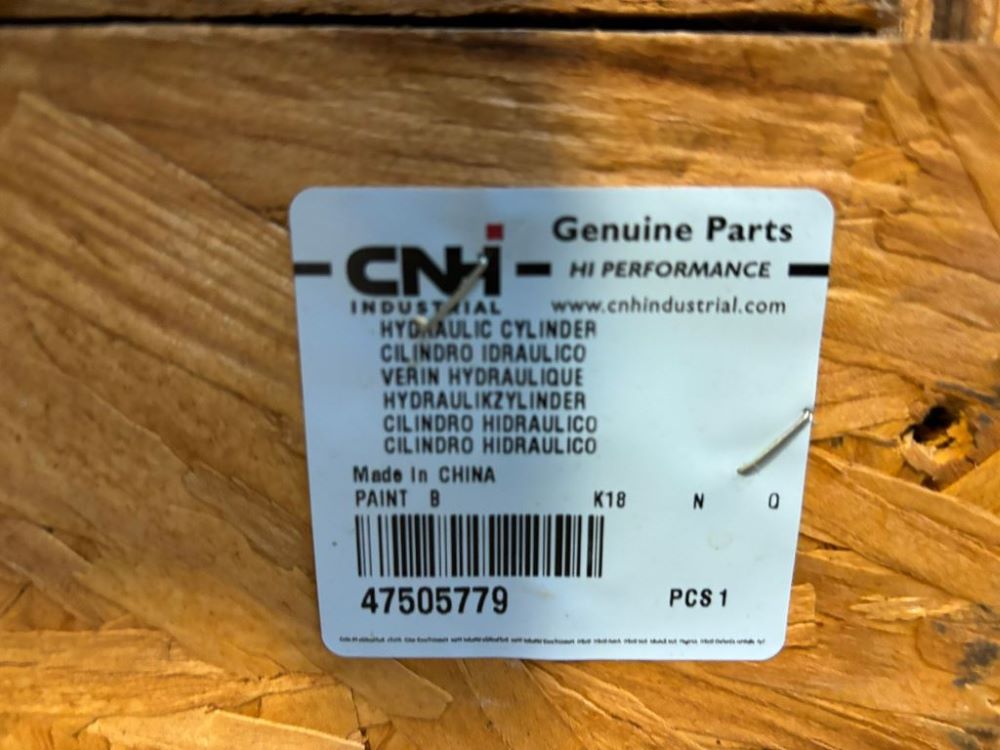 CNH
INDUSTRIAL
Genuine Parts
HI PERFORMANCE
www.cnhindustrial.com
HYDRAULIC CYLINDER
CILINDRO IDRAULICO
VERIN HYDRAULIQUE
HYDRAULIKZYLINDER
CILINDRO HIDRAULICO
CILINDRO HIDRAULICO
Made In CHINA
PAINT B K18 N Q
47505779 PCS 1